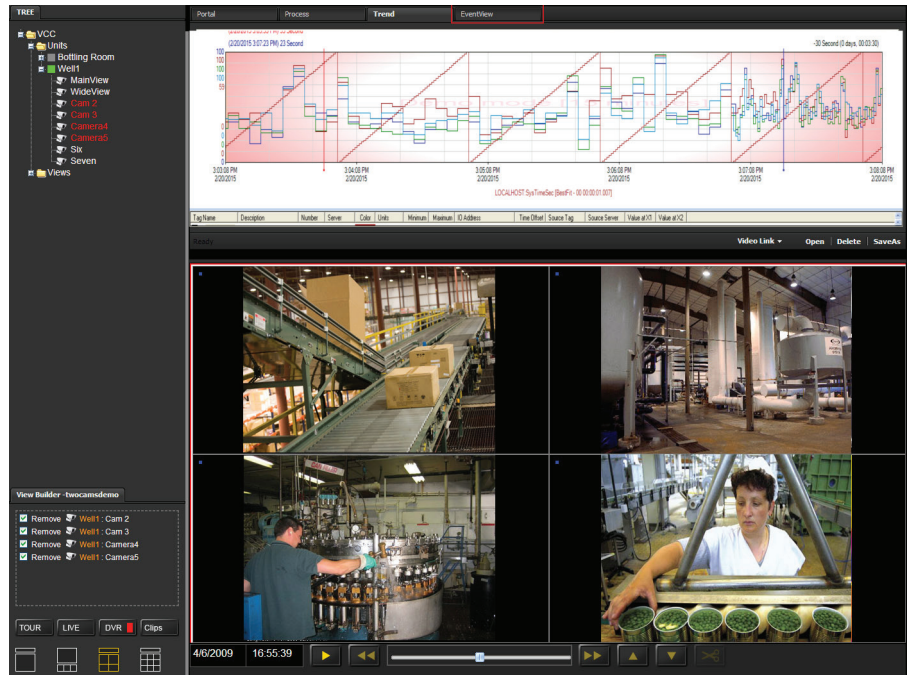 TREE
VCC
Units
Bottling Room
Well1
MainView
WideView
Cam 2
Cam 3
Camera4
Camera5
Six
Seven
Views
View Builder -twocamsdemo
Remove Well1 : Cam 2
Remove Well1 : Cam 3
Remove Well1 : Camera4
Remove Well1 : Camera5
TOUR LIVE DVR Clips
Portal Process Trend EventView
(2/20/2015 3:07:23 PM) 23 Second -30 Second (0 days, 00:03:30)
100
100
100
100
59
0
0
0
0
3:03:08 PM 3:04:08 PM 3:05:08 PM 3:06:08 PM 3:07:08 PM 3:08:08 PM
2/20/2015 2/20/2015 2/20/2015 2/20/2015 2/20/2015 2/20/2015
LOCALHOST SysTimeSec [BestFit - 00 00:00:01.007]
Tag Name Description Number Server Color Units Minimum Maximum IO Address Time Offset Source Tag Source Server Value at X1 Value at X2
Ready
Video Link Open Delete SaveAs
4/6/2009 16:55:39